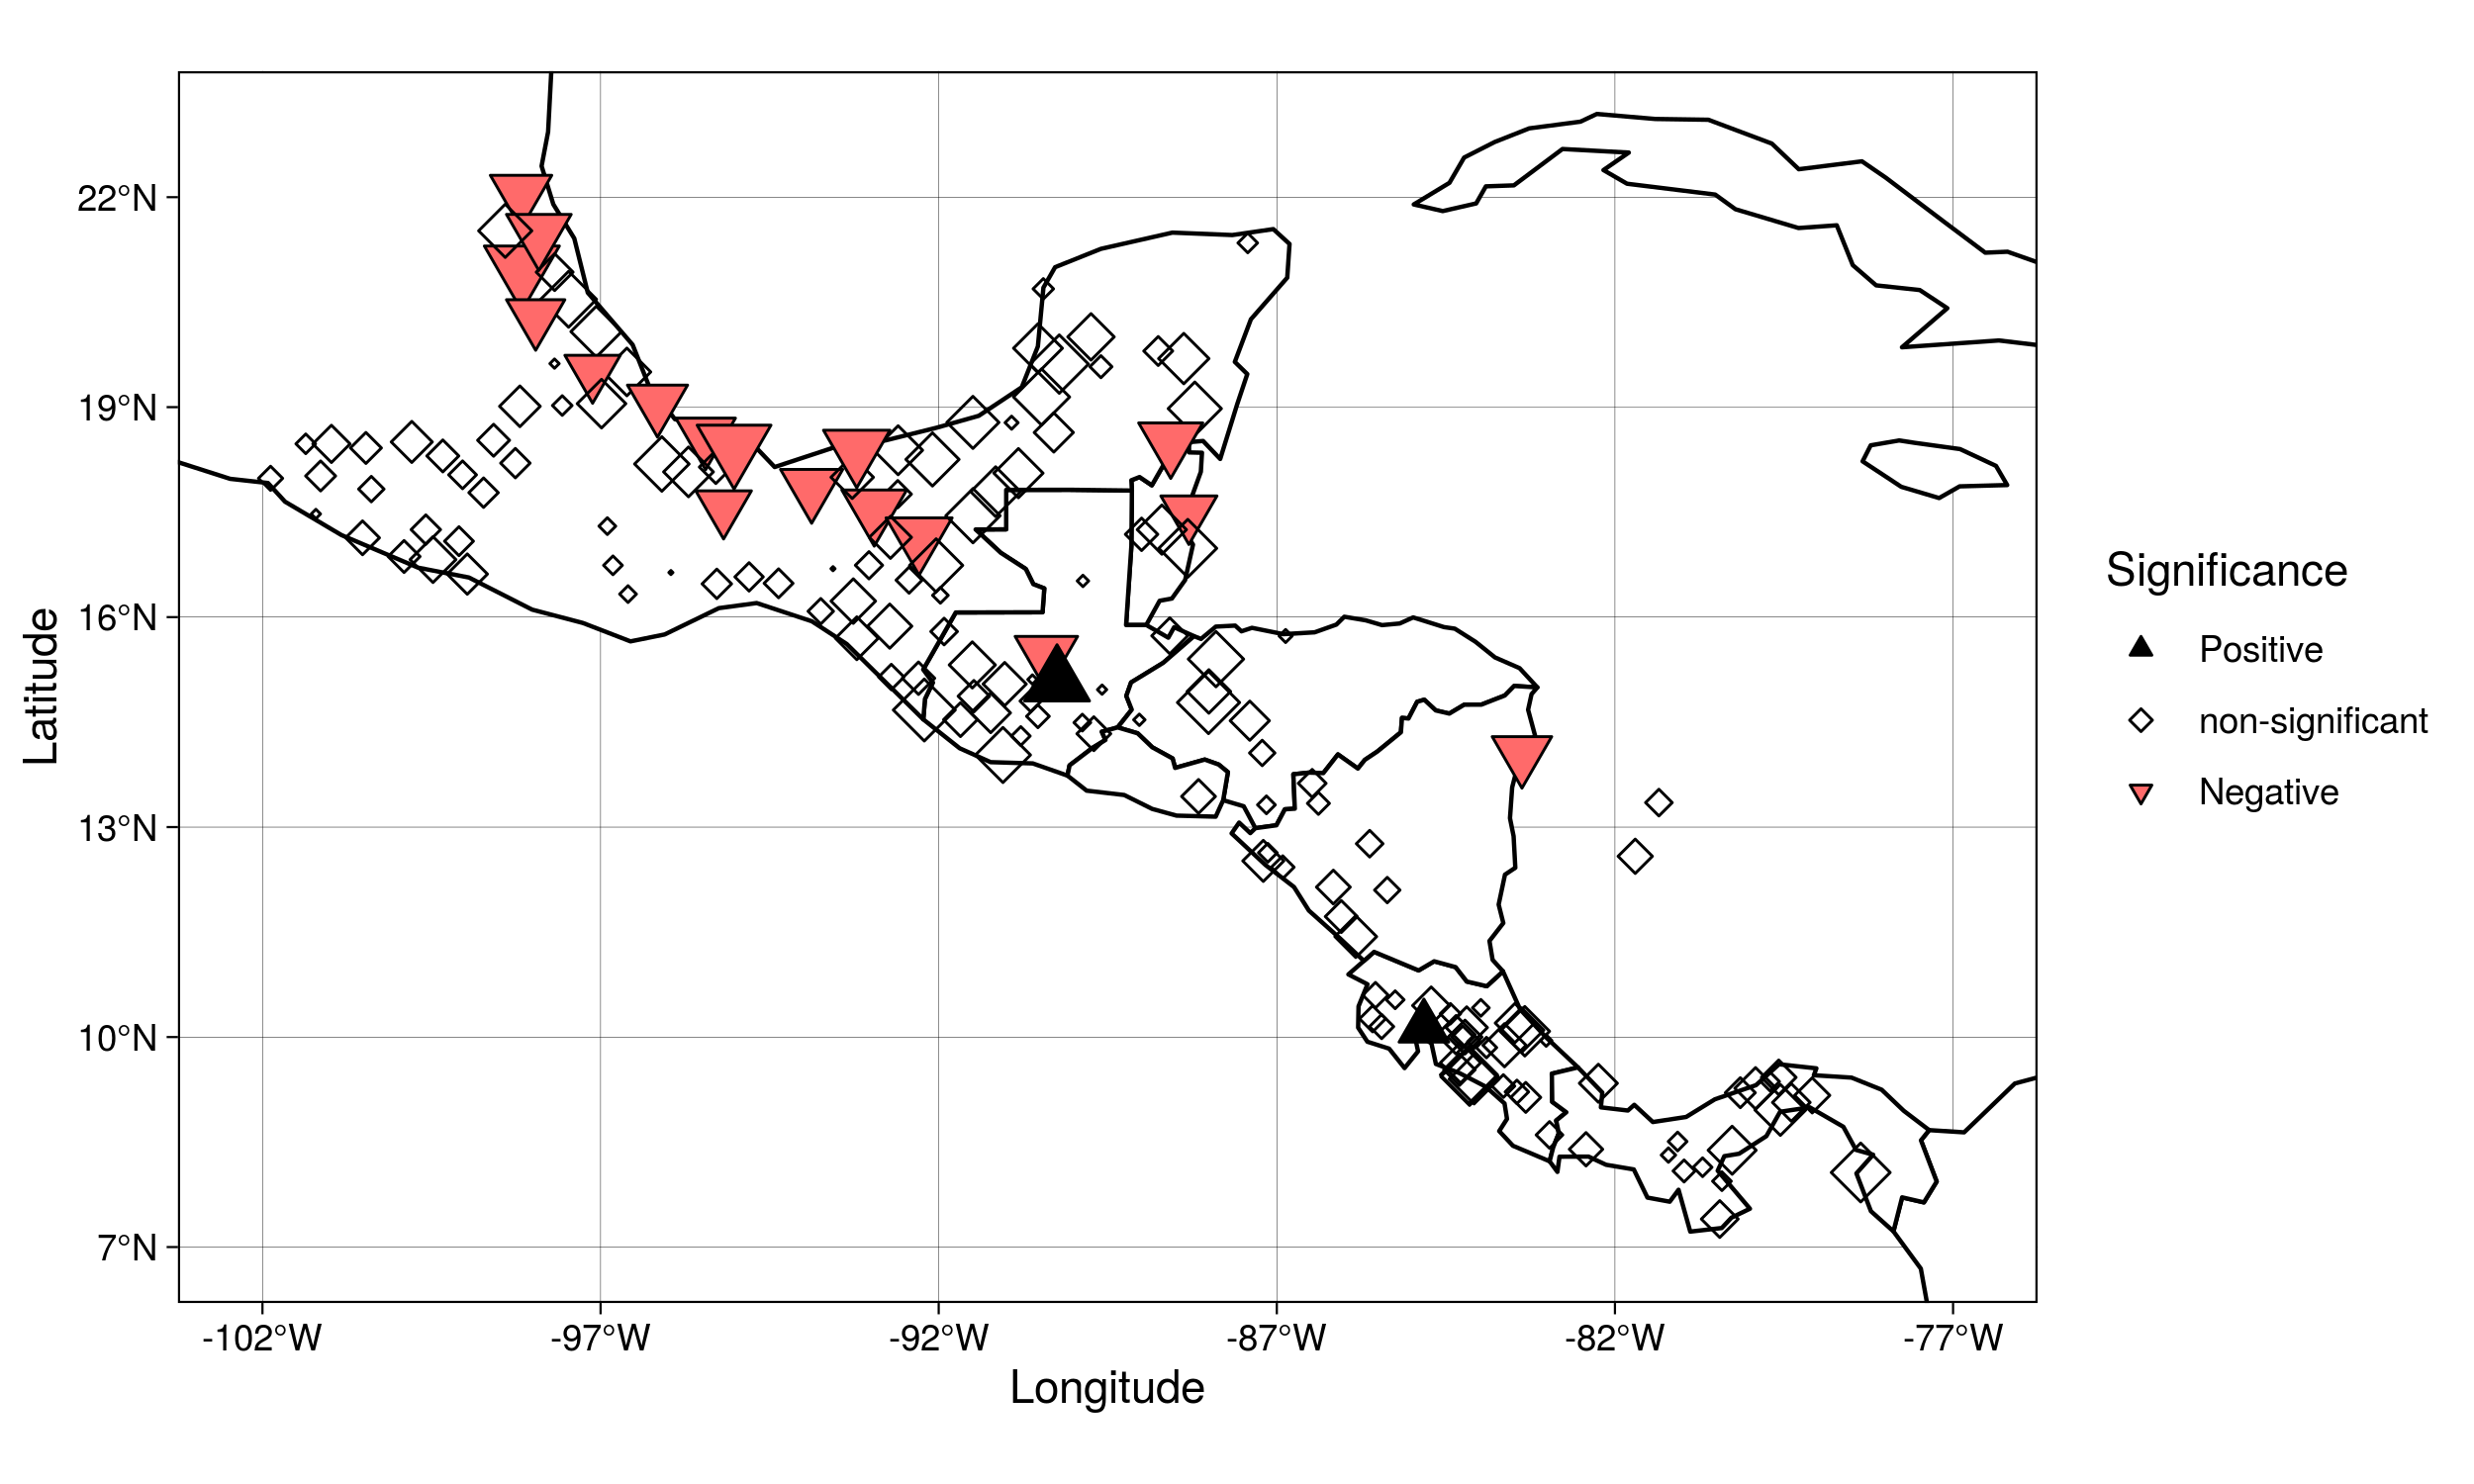 22°N
19°N
16°N
13°N
10°N
7°N
Latitude
-102°W
-97°W
-92°W
-87°W
-82°W
-77°W
Longitude
Significance
Positive
non-significant
Negative